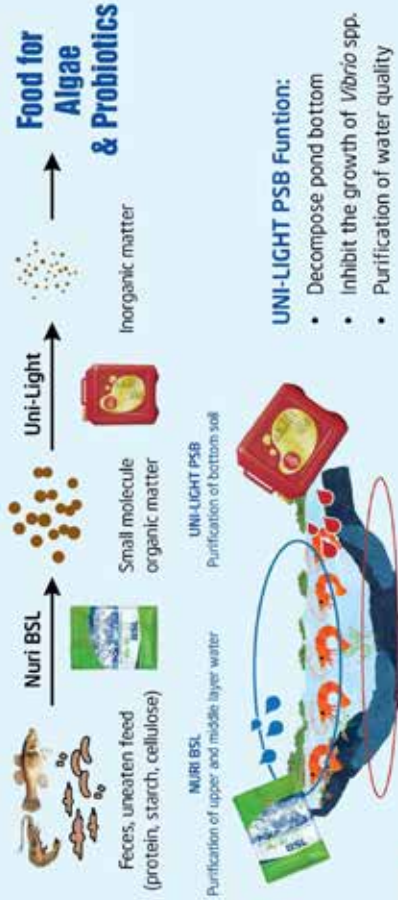 Nuri BSL
Uni-Light
Food for
Algae
& Probiotics
Feces, uneaten feed
(protein, starch, cellulose)
Small molecule
organic matter
Inorganic matter
NURI BSL
Purification of upper and middle layer water
UNI-LIGHT PSB
Purification of bottom soil
UNI-LIGHT PSB Funtion:
• Decompose pond bottom
• Inhibit the growth of Vibrio spp.
• Purification of water quality